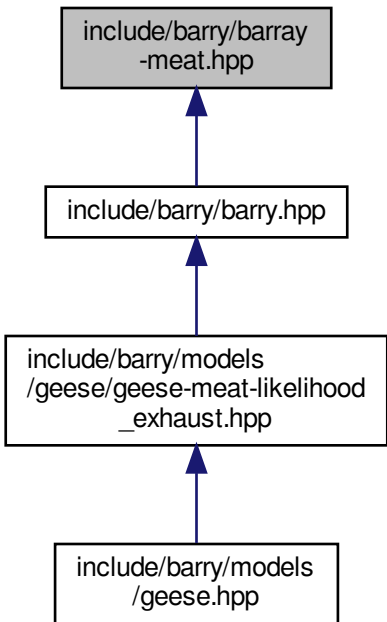 include/barry/barray
-meat.hpp
include/barry/barry.hpp
include/barry/models
/geese/geese-meat-likelihood
_exhaust.hpp
include/barry/models
/geese.hpp